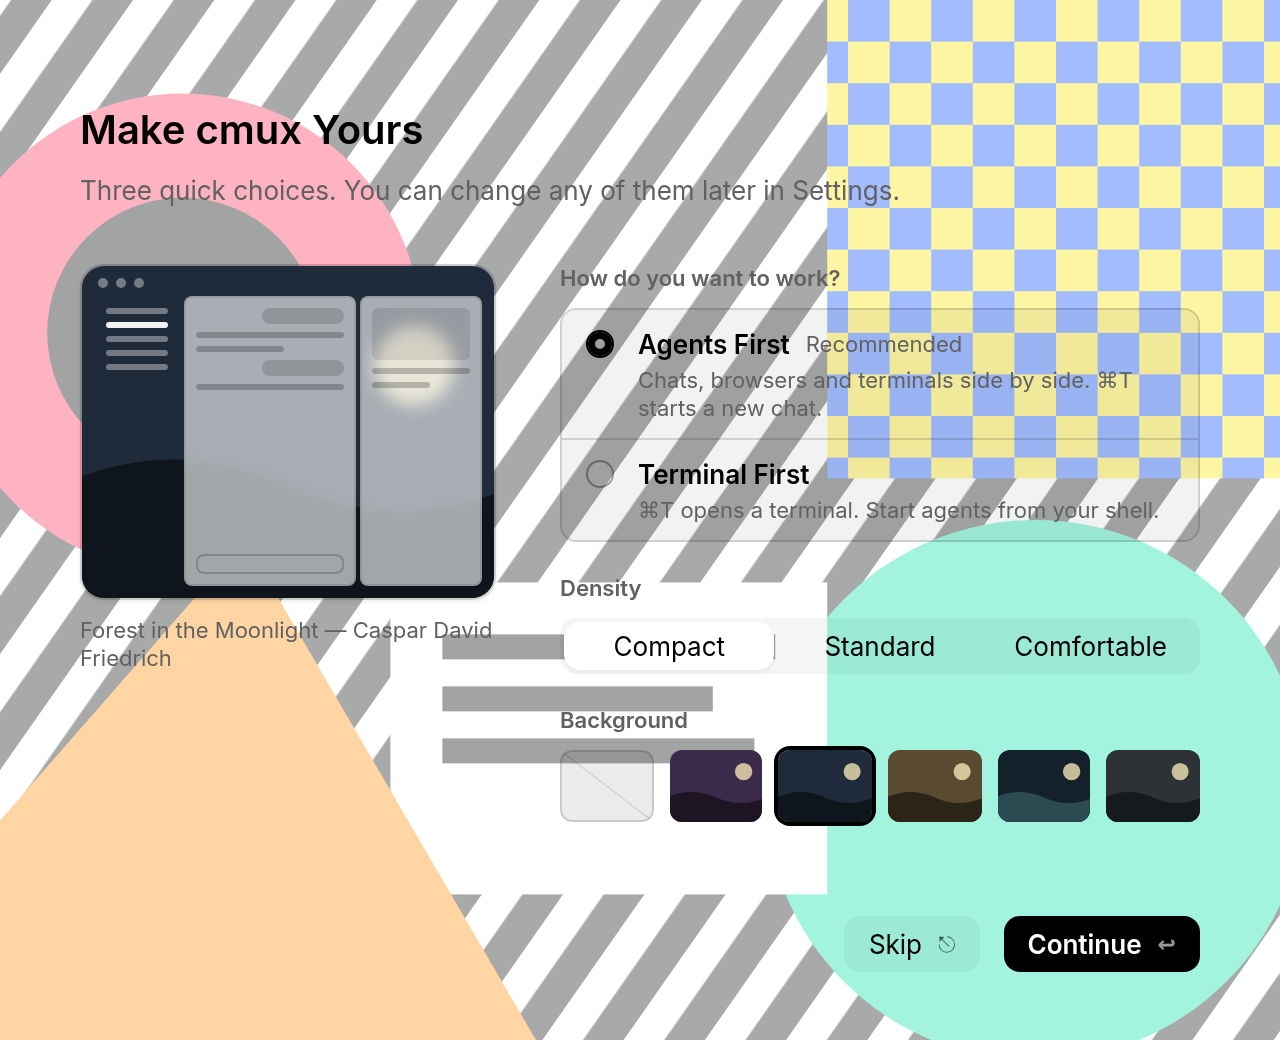 Make cmux Yours
Three quick choices. You can change any of them later in Settings.
How do you want to work?
Agents First Recommended
Chats, browsers and terminals side by side. ⌘T
starts a new chat.
Terminal First
⌘T opens a terminal. Start agents from your shell.
Forest in the Moonlight — Caspar David
Friedrich
Density
Compact Standard Comfortable
Background
Skip ⎋ Continue ↩